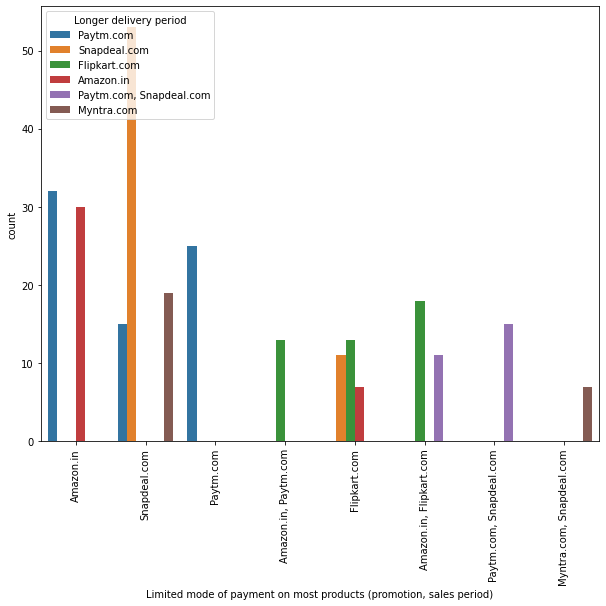 Longer delivery period
Paytm.com
Snapdeal.com
Flipkart.com
Amazon.in
Paytm.com, Snapdeal.com
Myntra.com
50
40
30
20
10
0
count
Amazon.in
Snapdeal.com
Paytm.com
Amazon.in, Paytm.com
Flipkart.com
Amazon.in, Flipkart.com
Paytm.com, Snapdeal.com
Myntra.com, Snapdeal.com
Limited mode of payment on most products (promotion, sales period)